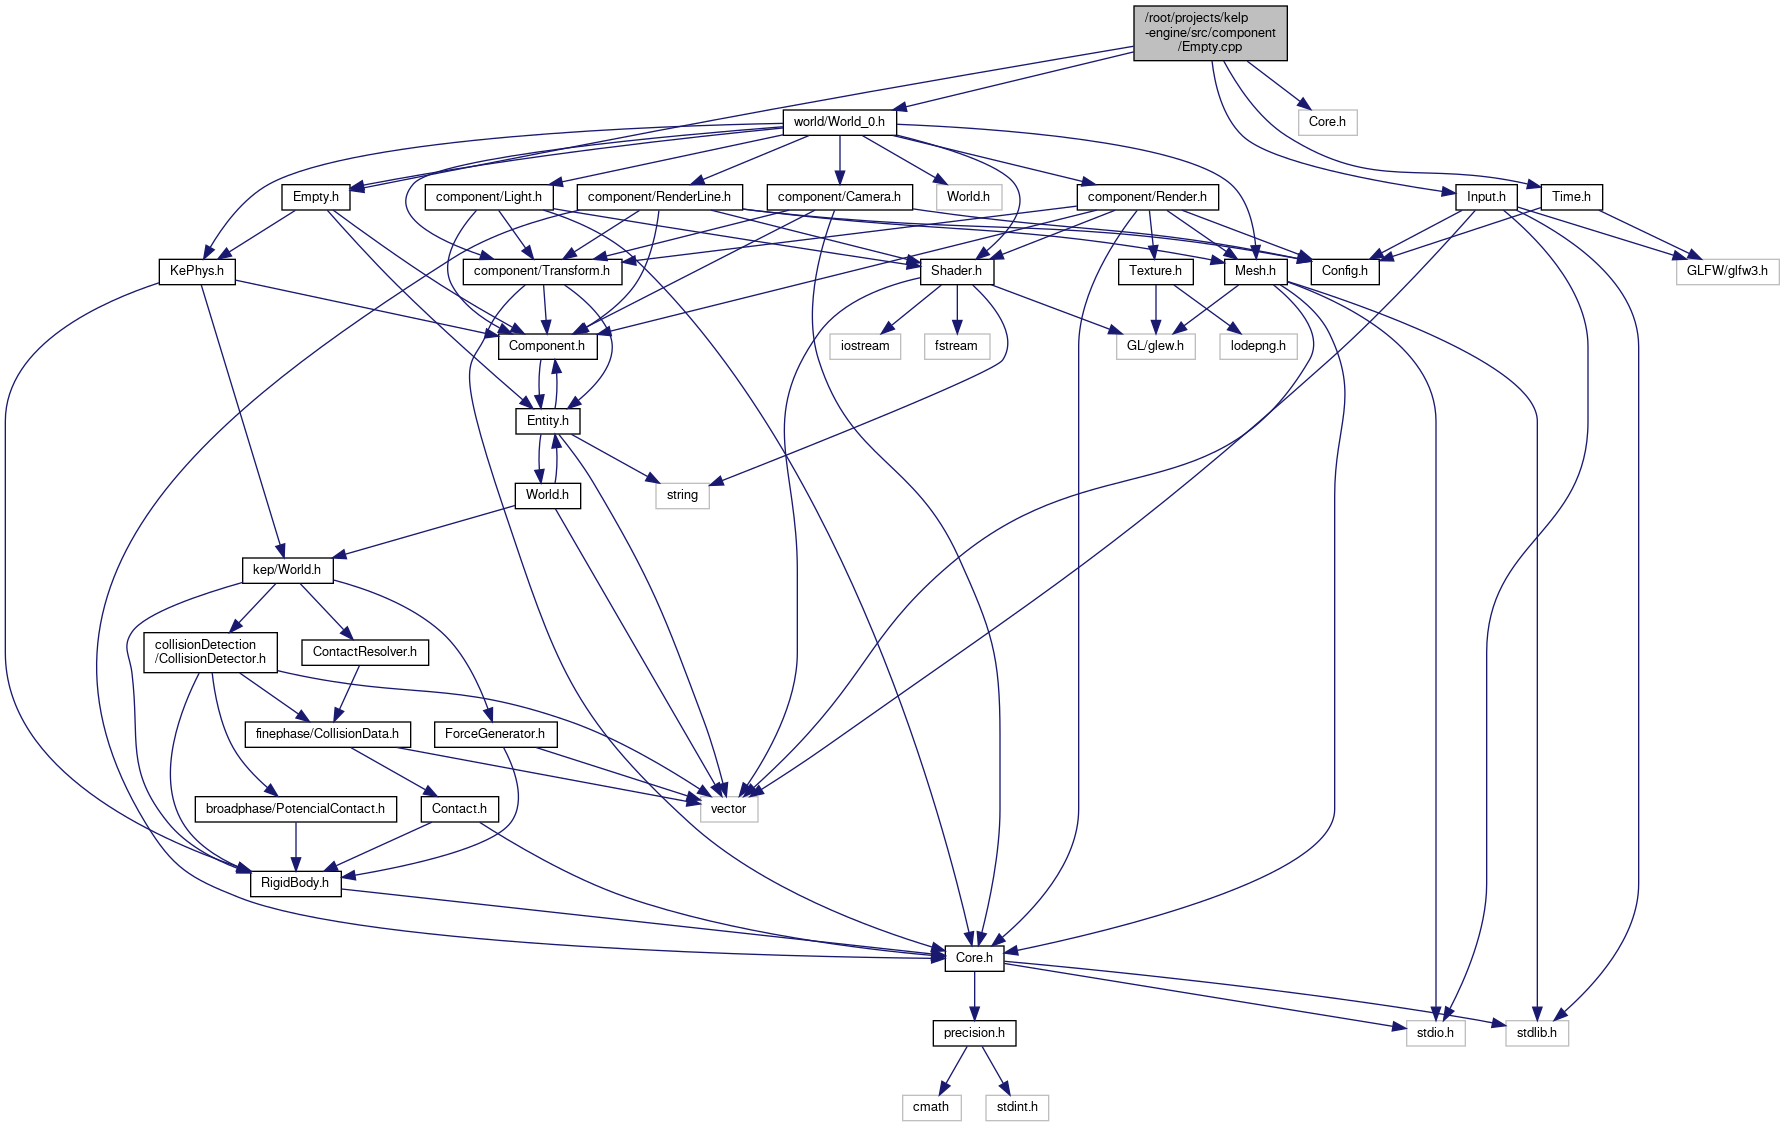 /root/projects/kelp
-engine/src/component
/Empty.cpp
world/World_0.h
Core.h
Empty.h
component/Light.h
component/RenderLine.h
component/Camera.h
World.h
component/Render.h
Input.h
Time.h
KePhys.h
component/Transform.h
Shader.h
Texture.h
Mesh.h
Config.h
GLFW/glfw3.h
Component.h
iostream
fstream
GL/glew.h
lodepng.h
Entity.h
World.h
string
kep/World.h
collisionDetection
/CollisionDetector.h
ContactResolver.h
finephase/CollisionData.h
ForceGenerator.h
broadphase/PotencialContact.h
Contact.h
vector
RigidBody.h
Core.h
precision.h
stdio.h
stdlib.h
cmath
stdint.h